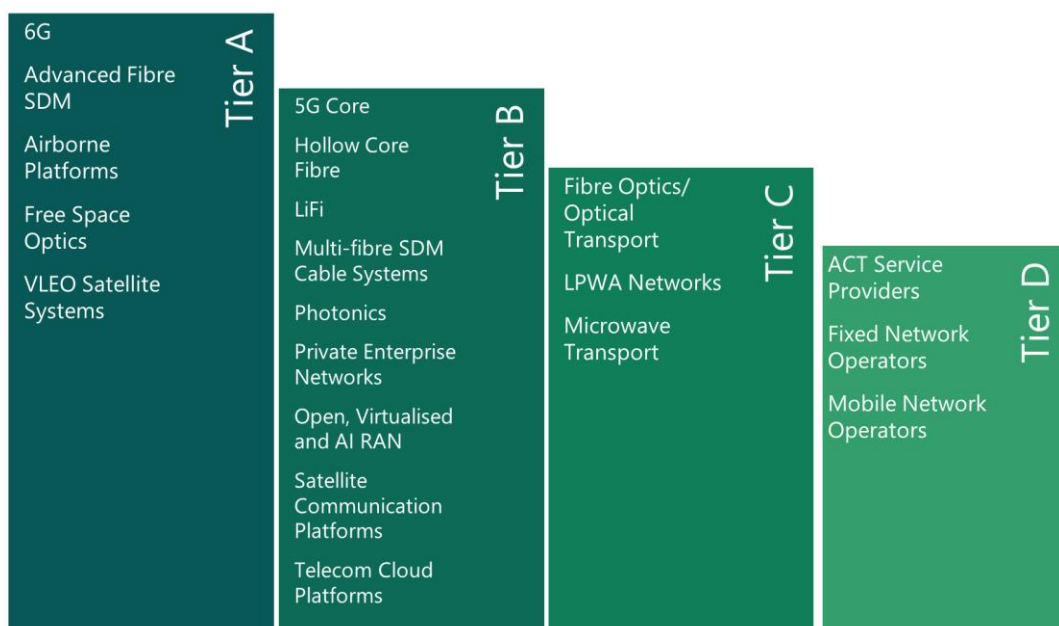 Tier A
6G
Advanced Fibre
SDM
Airborne
Platforms
Free Space
Optics
VLEO Satellite
Systems
Tier B
5G Core
Hollow Core
Fibre
LiFi
Multi-fibre SDM
Cable Systems
Photonics
Private Enterprise
Networks
Open, Virtualised
and AI RAN
Satellite
Communication
Platforms
Telecom Cloud
Platforms
Tier C
Fibre Optics/
Optical
Transport
LPWA Networks
Microwave
Transport
Tier D
ACT Service
Providers
Fixed Network
Operators
Mobile Network
Operators